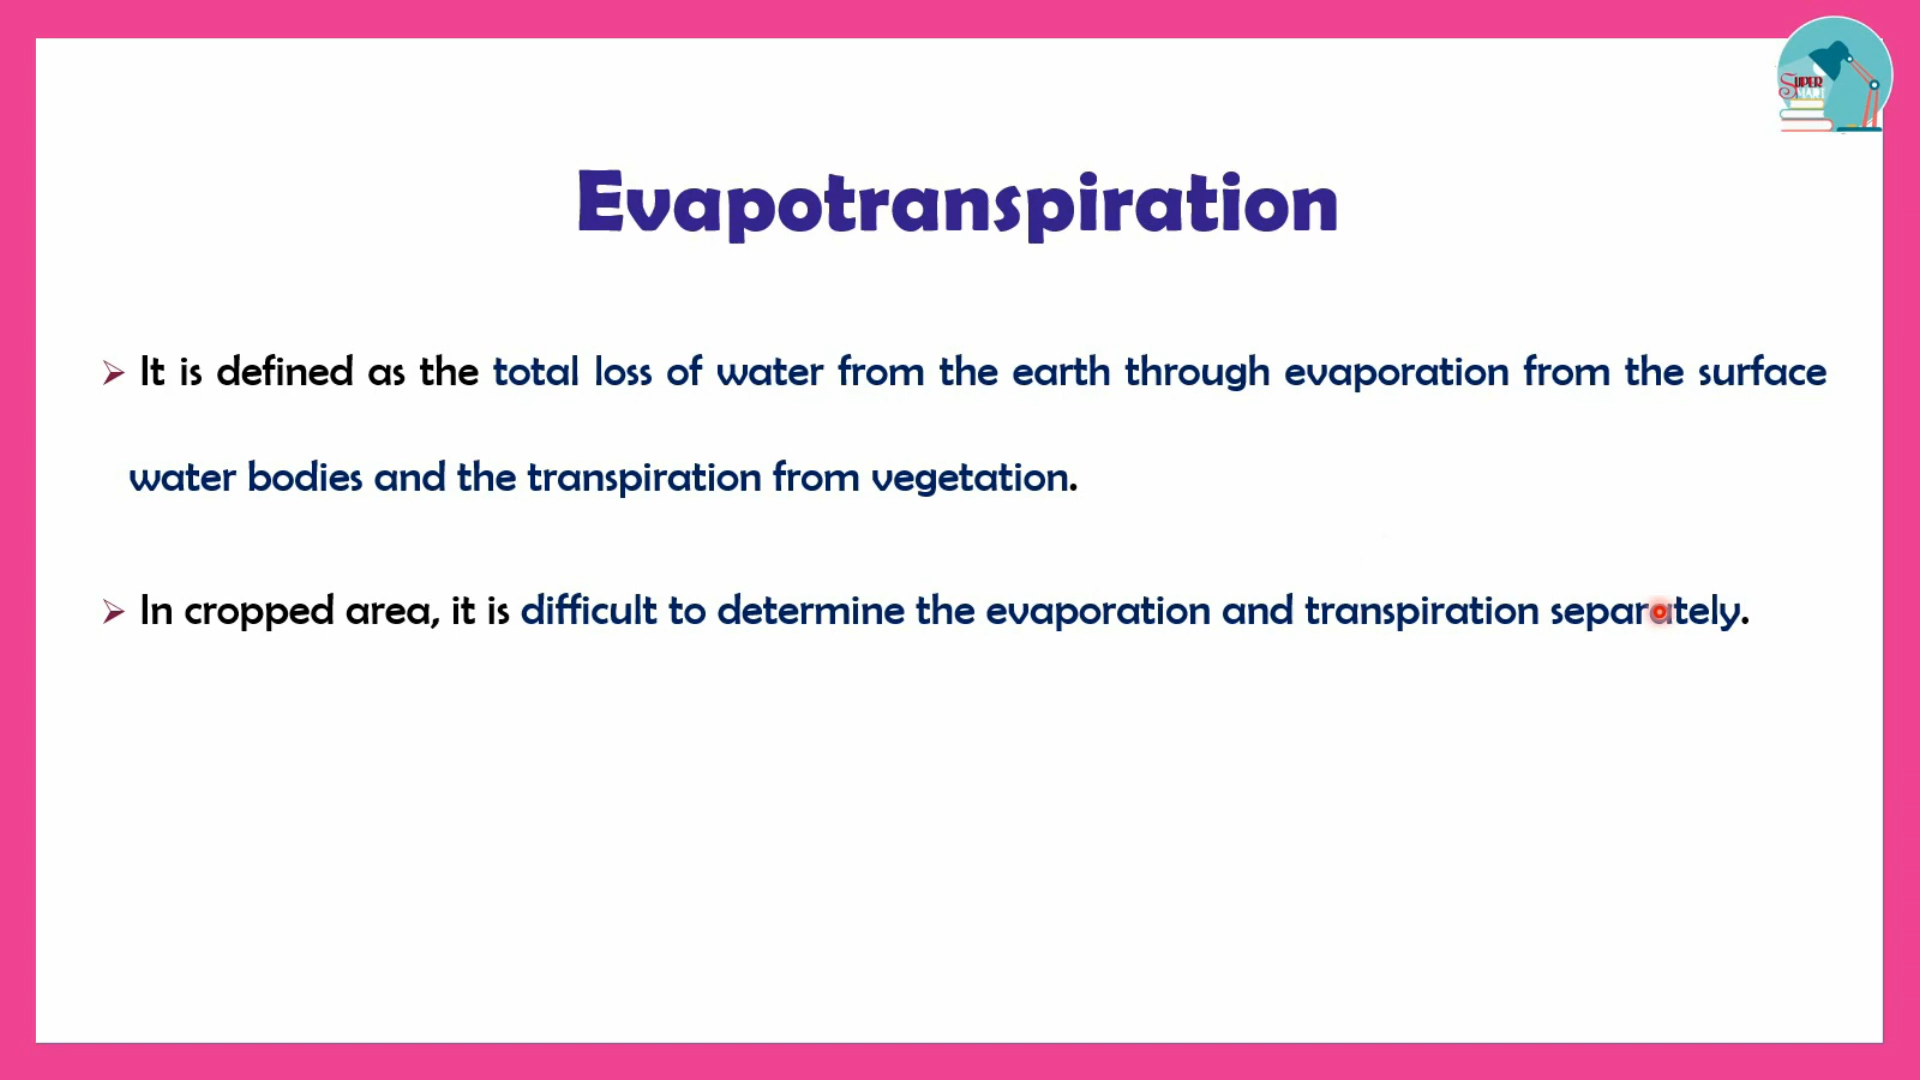 SUPER
Evapotranspiration
➢ It is defined as the total loss of water from the earth through evaporation from the surface
water bodies and the transpiration from vegetation.
➢ In cropped area, it is difficult to determine the evaporation and transpiration separately.